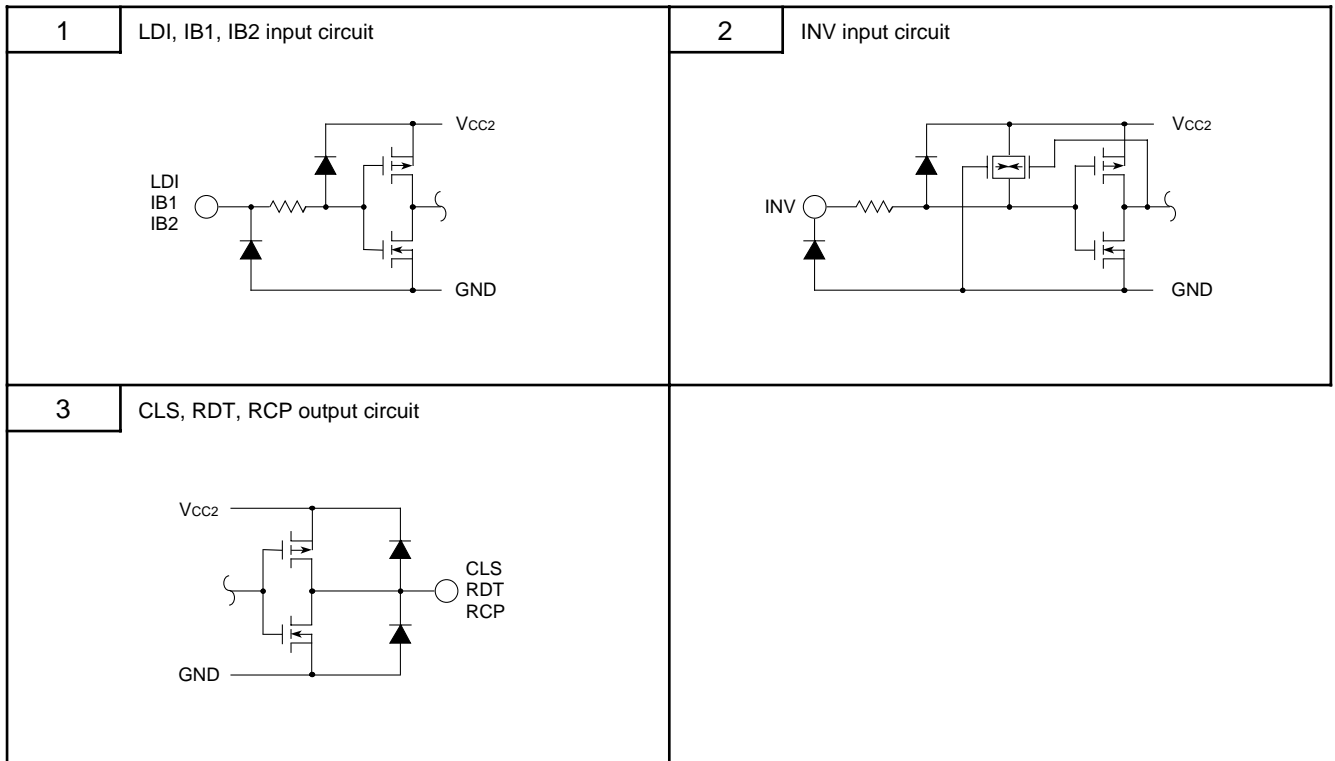 1
LDI, IB1, IB2 input circuit
VCC2
LDI
IB1
IB2
GND
2
INV input circuit
VCC2
INV
GND
3
CLS, RDT, RCP output circuit
VCC2
CLS
RDT
RCP
GND